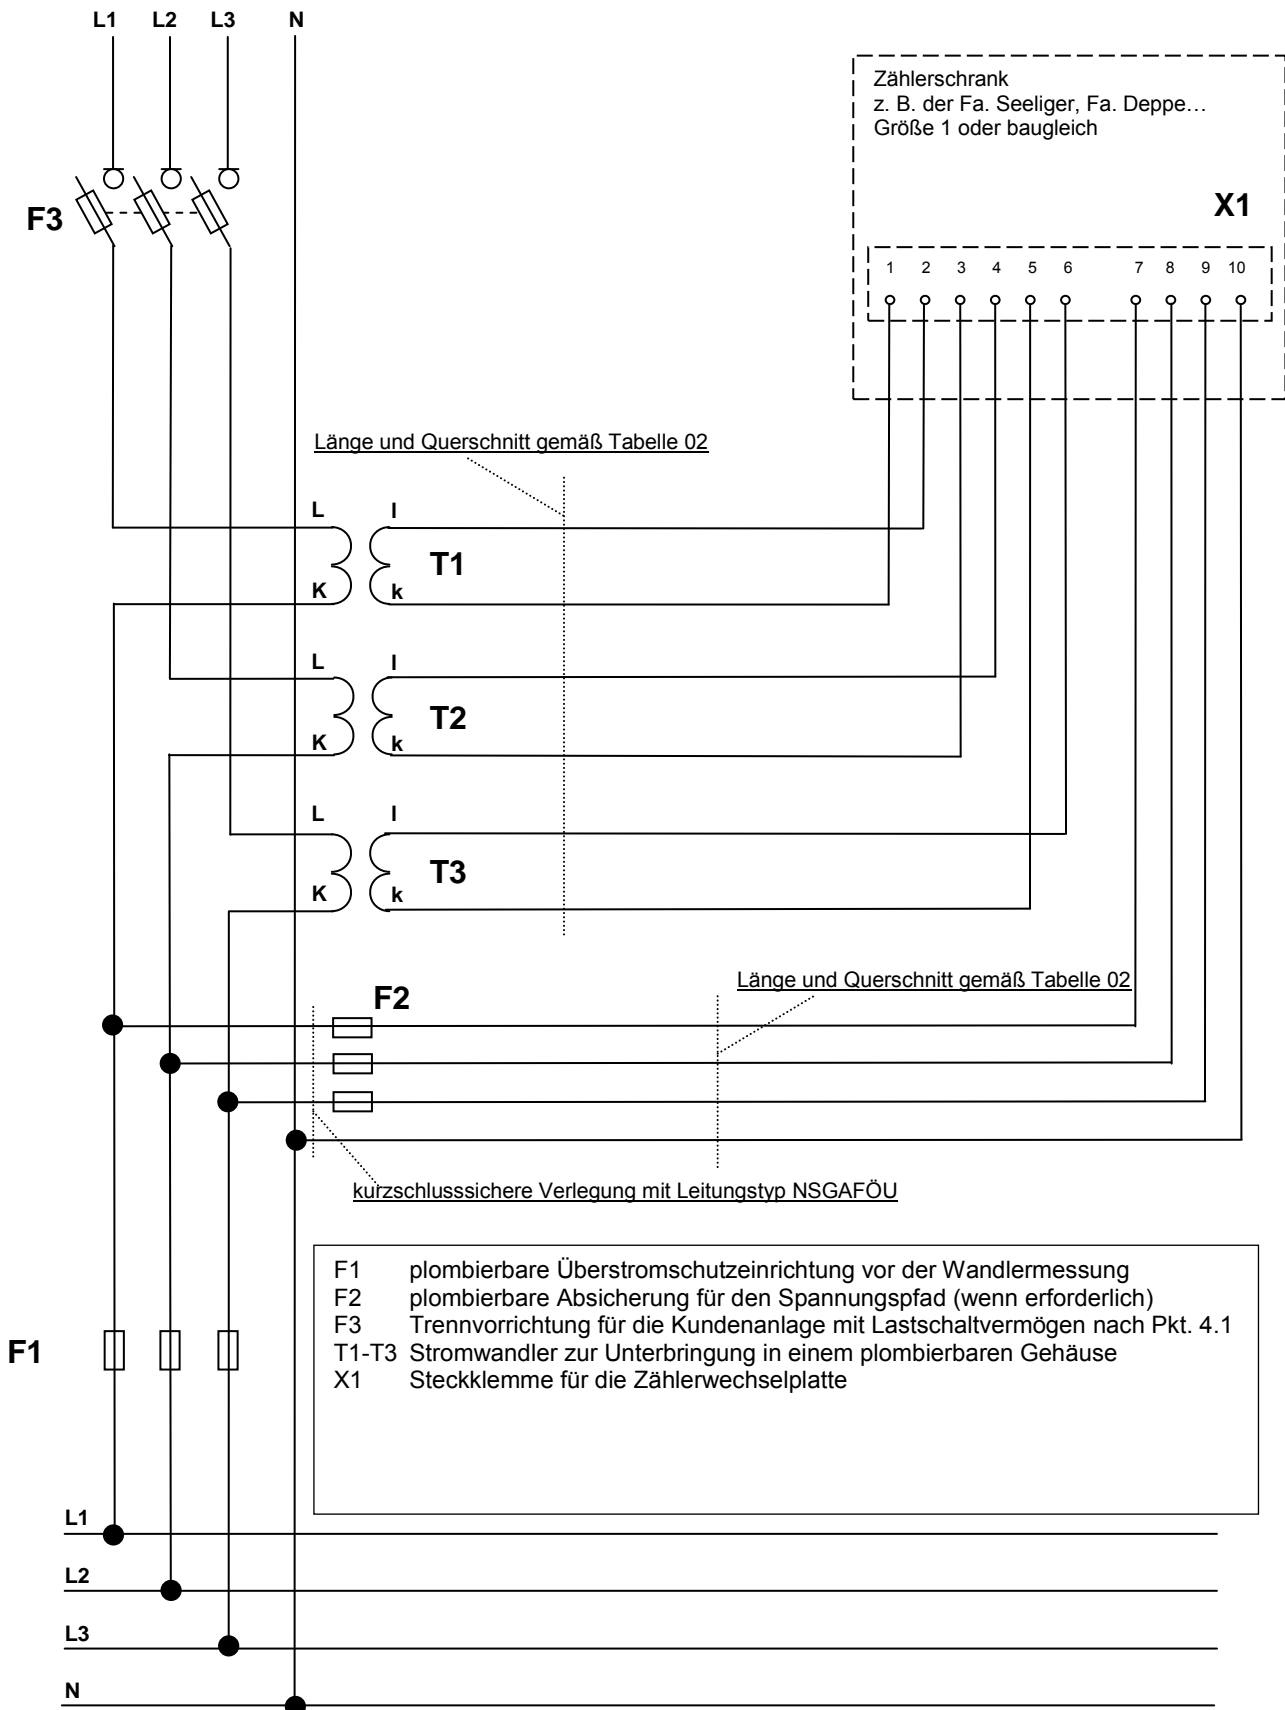 L1 L2 L3 N
Zählerschrank
z. B. der Fa. Seeliger, Fa. Deppe…
Größe 1 oder baugleich
F3
X1
1 2 3 4 5 6 7 8 9 10
Länge und Querschnitt gemäß Tabelle 02
L l
T1
K k
L l
T2
K k
L l
T3
K k
Länge und Querschnitt gemäß Tabelle 02
F2
kurzschlusssichere Verlegung mit Leitungstyp NSGAFÖU
F1 plombierbare Überstromschutzeinrichtung vor der Wandlermessung
F2 plombierbare Absicherung für den Spannungspfad (wenn erforderlich)
F3 Trennvorrichtung für die Kundenanlage mit Lastschaltvermögen nach Pkt. 4.1
T1-T3 Stromwandler zur Unterbringung in einem plombierbaren Gehäuse
X1 Steckklemme für die Zählerwechselplatte
F1
L1
L2
L3
N